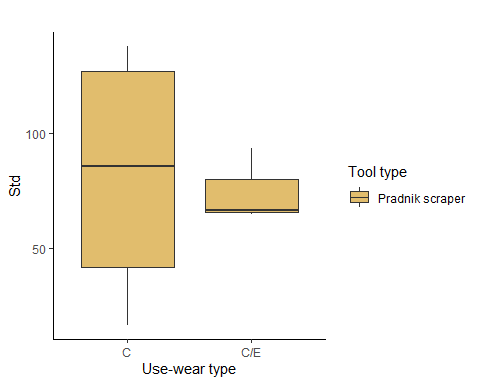 Std
100
50
C
C/E
Use-wear type
Tool type
Pradnik scraper